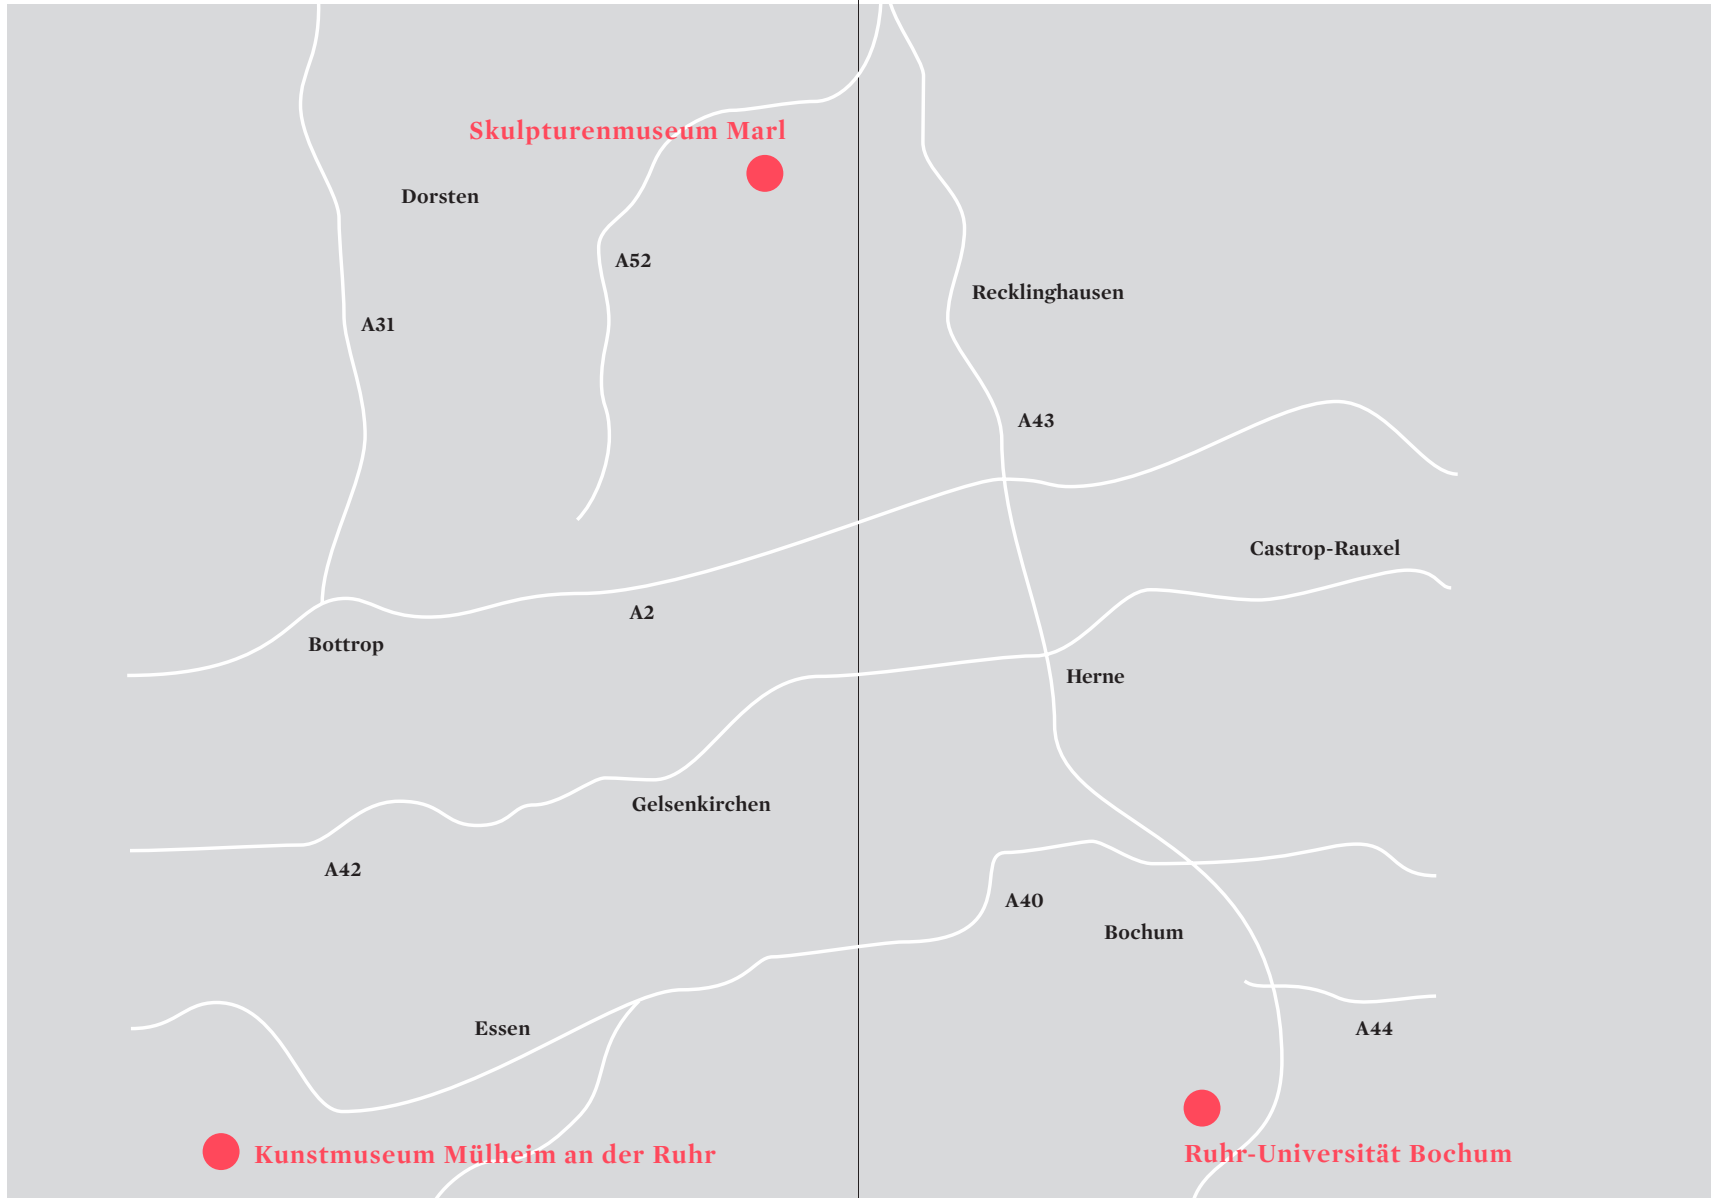 Skulpturenmuseum Marl
Dorsten
A52
Recklinghausen
A31
A43
Castrop-Rauxel
A2
Bottrop
Herne
Gelsenkirchen
A42
A40
Bochum
Essen
A44
Kunstmuseum Mülheim an der Ruhr
Ruhr-Universität Bochum